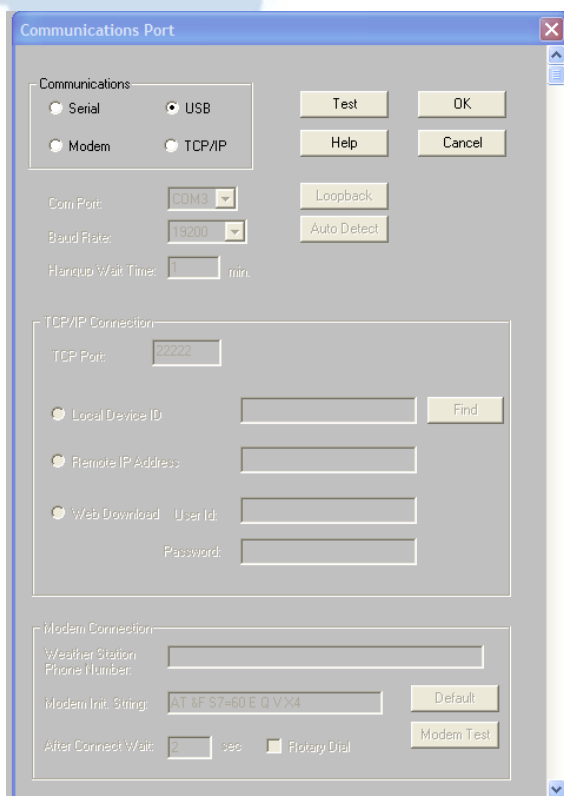 Communications Port
Communications
Serial USB
Modem TCP/IP
Test OK
Help Cancel
Com Port: COM3 Loopback
Baud Rate: 19200 Auto Detect
Hangup Wait Time: 1 min.
TCP/IP Connection
TCP Port: 22222
Local Device ID Find
Remote IP Address
Web Download User Id:
Password:
Modem Connection
Weather Station
Phone Number:
Modem Init. String: AT &F S7=60 E Q V X4 Default
After Connect Wait: 2 sec Rotary Dial Modem Test